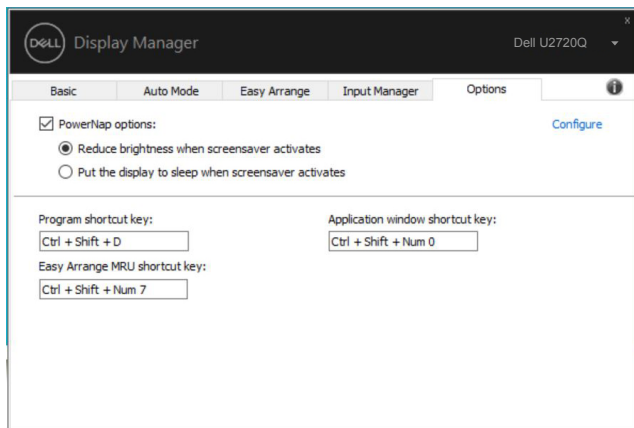 DELL Display Manager
Dell U2720Q
x
Basic
Auto Mode
Easy Arrange
Input Manager
Options
i
PowerNap options:
Configure
Reduce brightness when screensaver activates
Put the display to sleep when screensaver activates
Program shortcut key:
Application window shortcut key:
Ctrl + Shift + D
Ctrl + Shift + Num 0
Easy Arrange MRU shortcut key:
Ctrl + Shift + Num 7